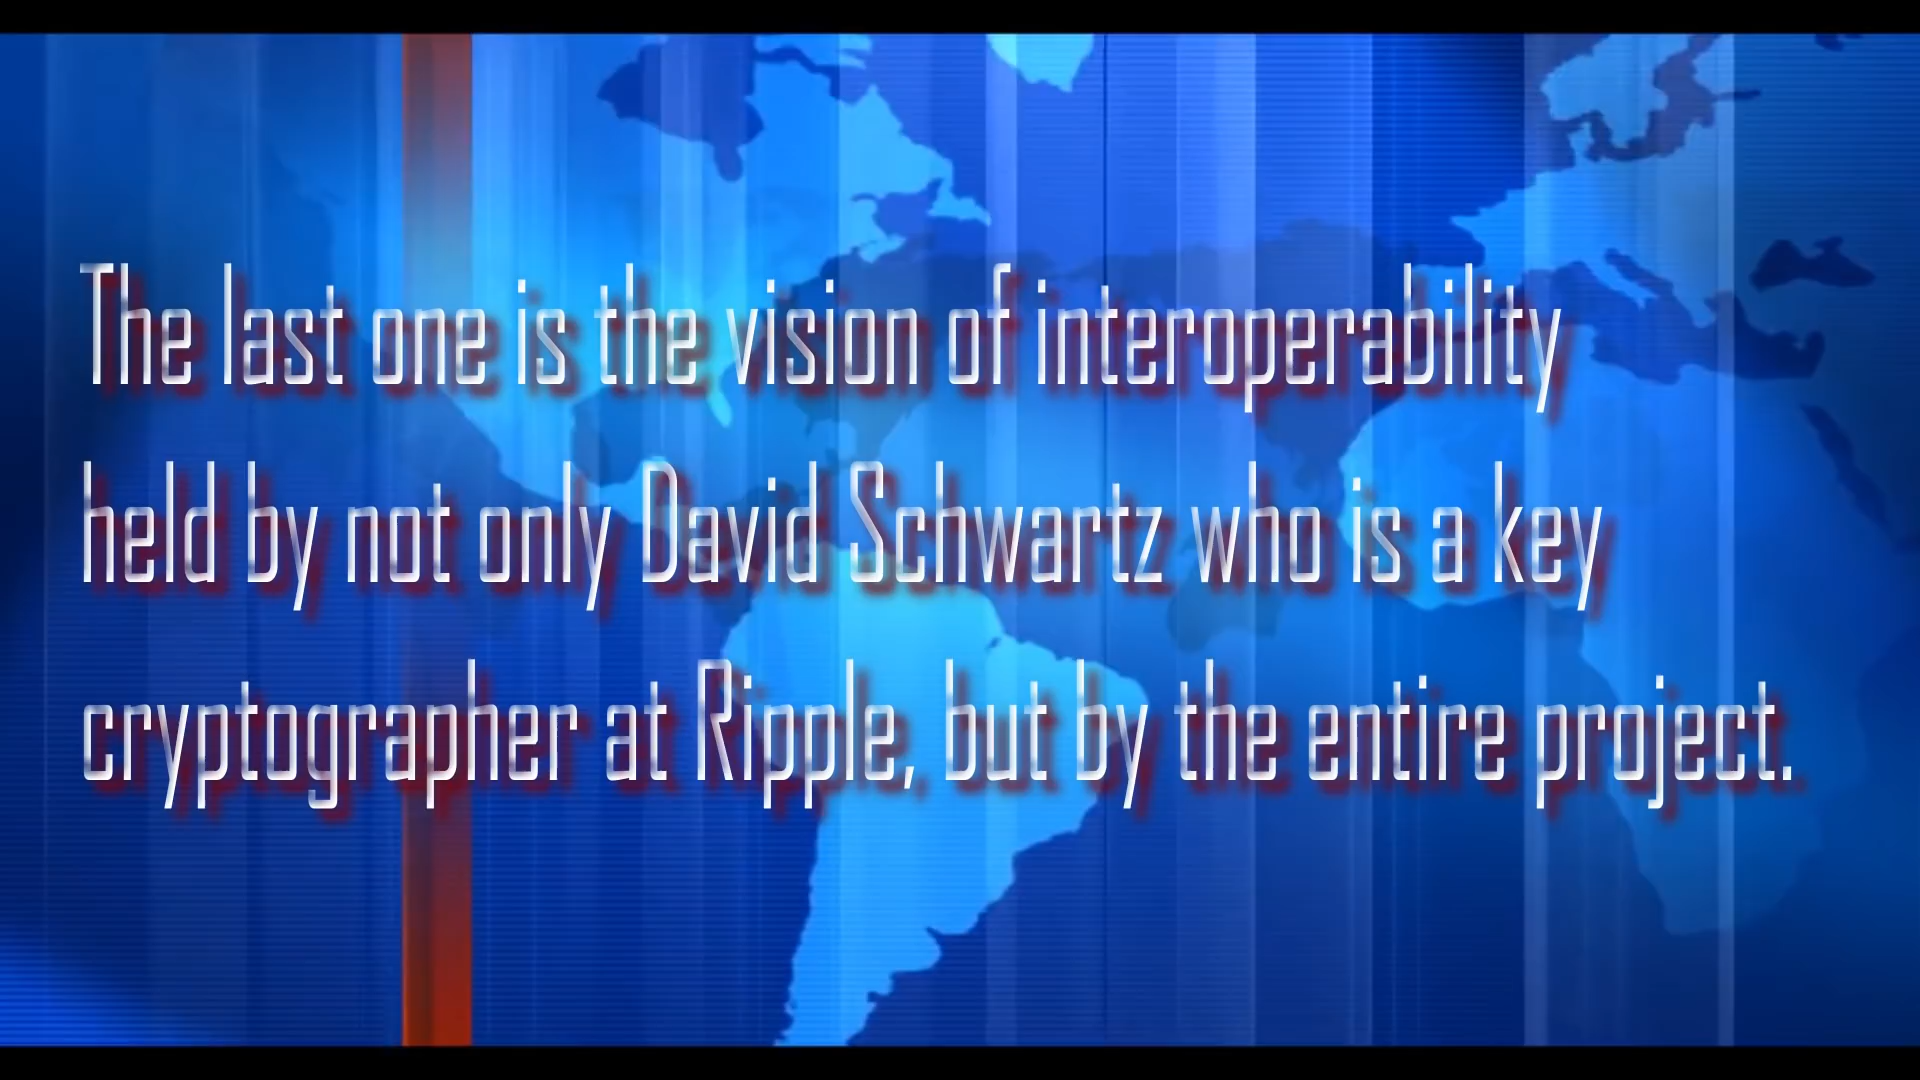 The last one is the vision of interoperability
held by not only David Schwartz who is a key
cryptographer at Ripple, but by the entire project.